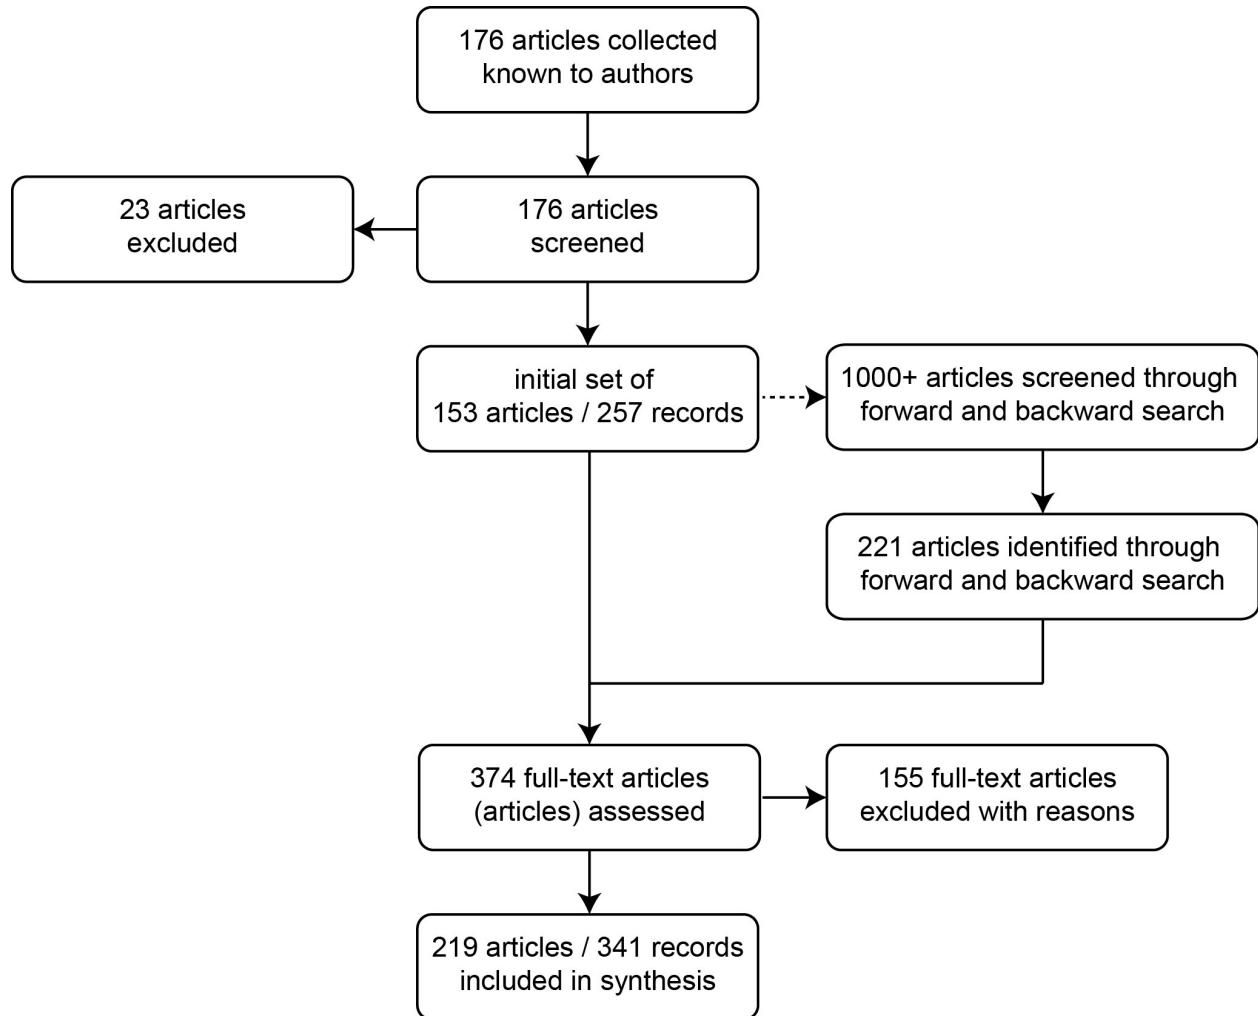 176 articles collected
known to authors
23 articles
excluded
176 articles
screened
initial set of
153 articles / 257 records
1000+ articles screened through
forward and backward search
221 articles identified through
forward and backward search
374 full-text articles
(articles) assessed
155 full-text articles
excluded with reasons
219 articles / 341 records
included in synthesis